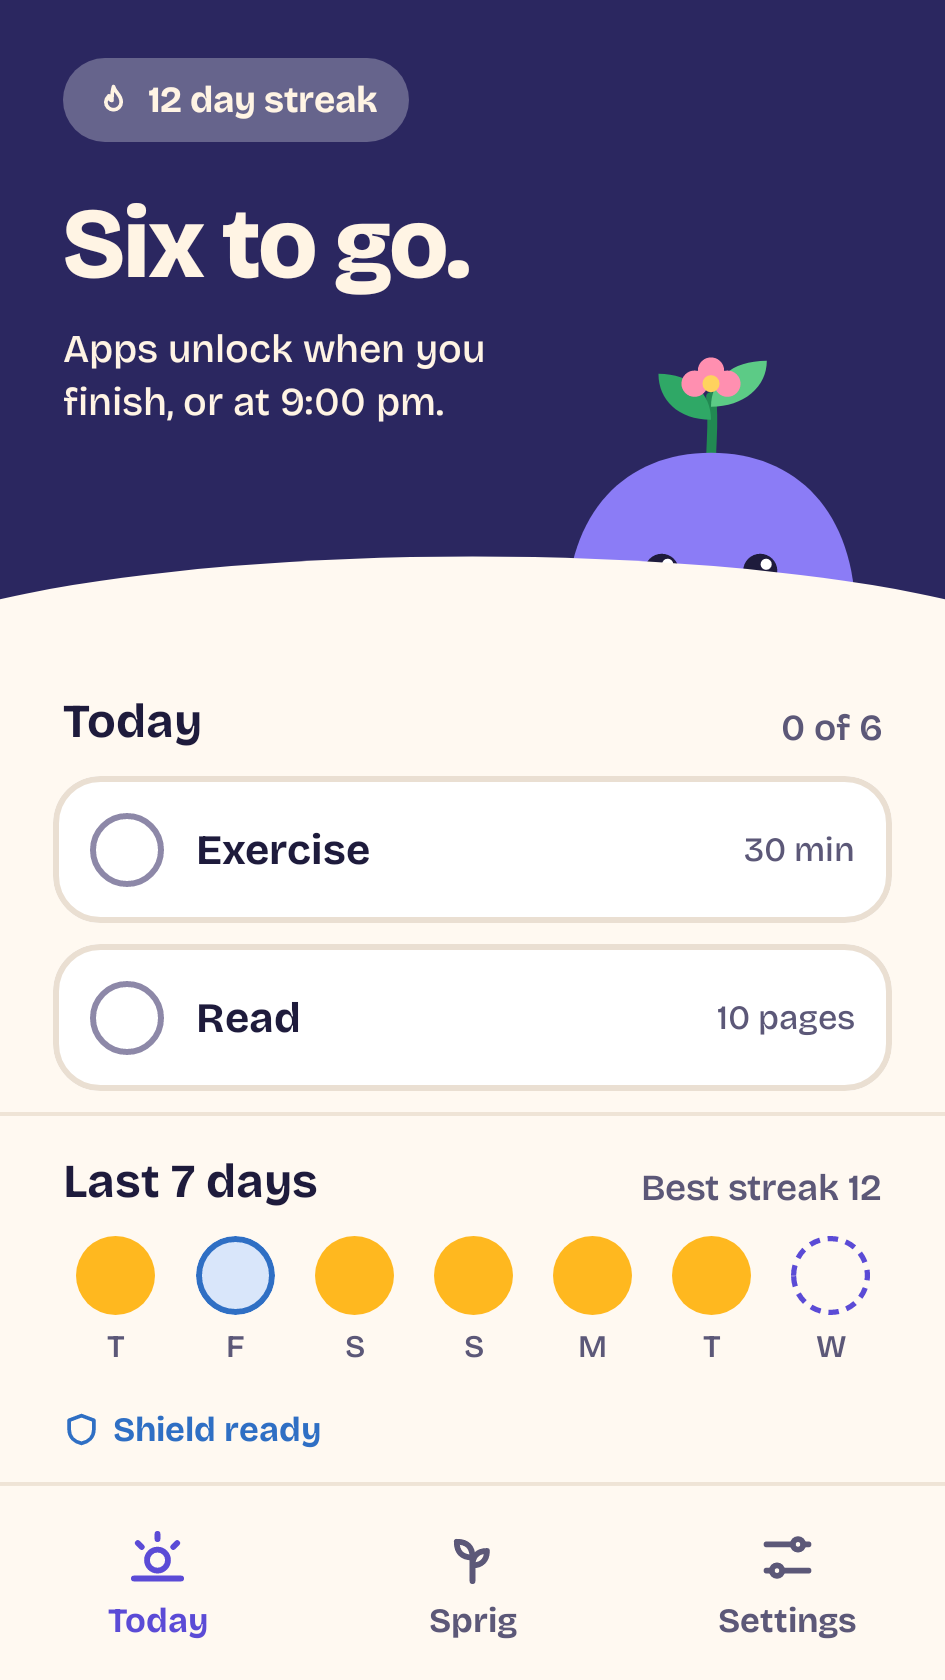 12 day streak
Six to go.
Apps unlock when you
finish, or at 9:00 pm.
Today
0 of 6
Exercise
30 min
Read
10 pages
Last 7 days
Best streak 12
T F S S M T W
Shield ready
Today
Sprig
Settings